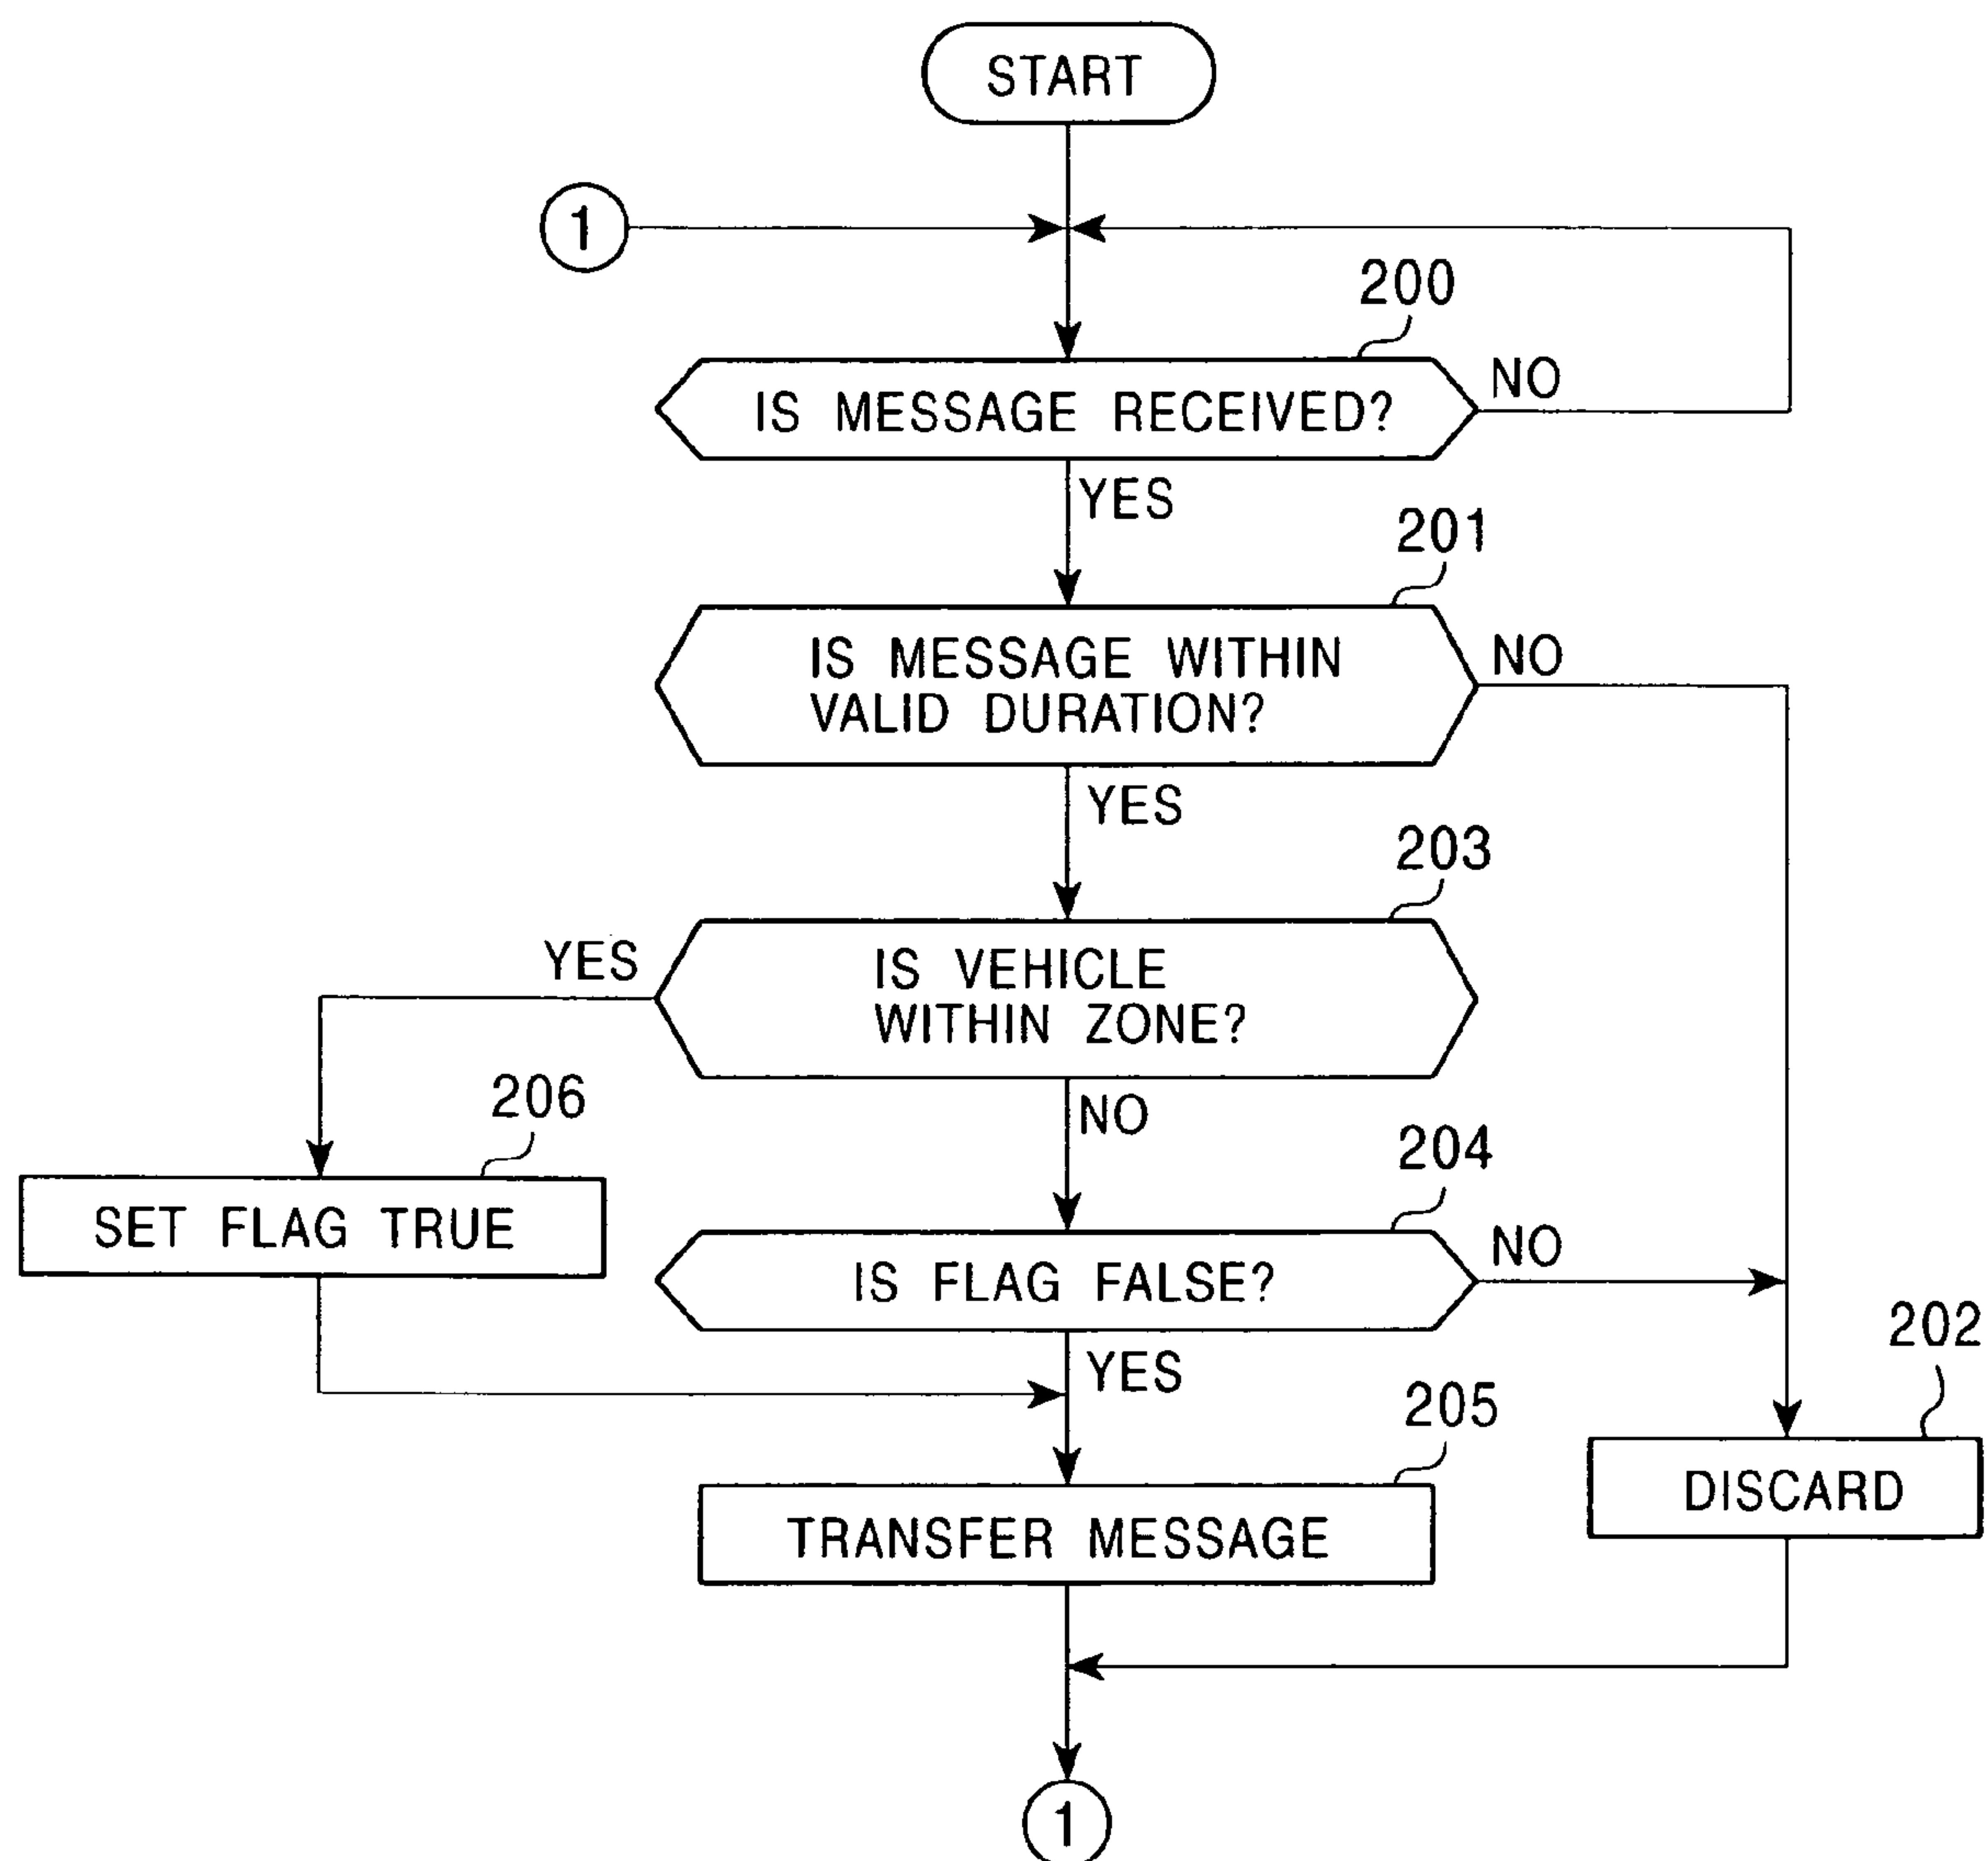 START
1
200
IS MESSAGE RECEIVED?
NO
YES
201
IS MESSAGE WITHIN
VALID DURATION?
NO
YES
203
IS VEHICLE
WITHIN ZONE?
YES
NO
206
SET FLAG TRUE
204
IS FLAG FALSE?
NO
YES
202
DISCARD
205
TRANSFER MESSAGE
1